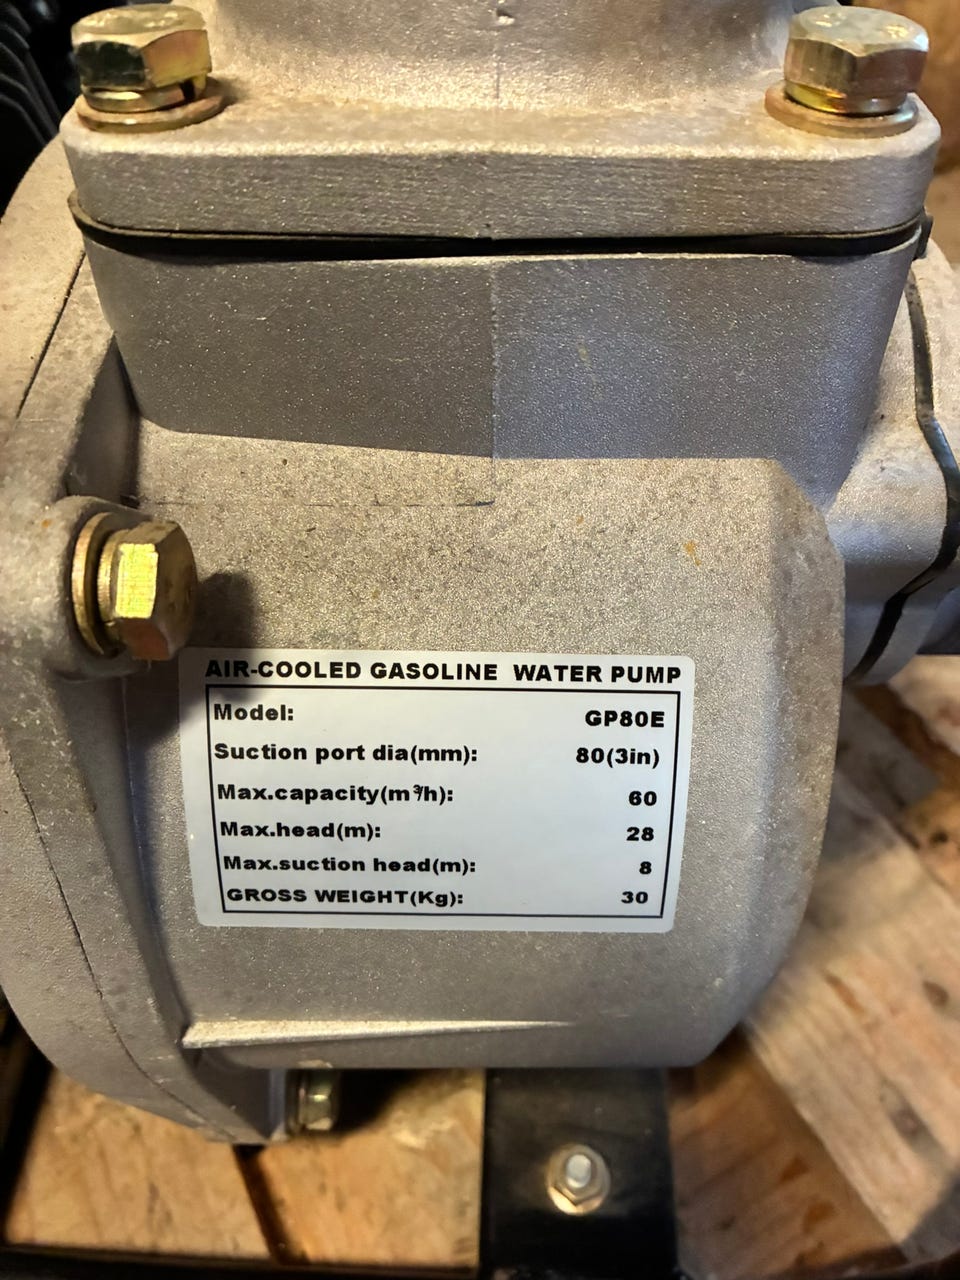 AIR-COOLED GASOLINE WATER PUMP
Model: GP80E
Suction port dia(mm): 80(3in)
Max.capacity(m³/h): 60
Max.head(m): 28
Max.suction head(m): 8
GROSS WEIGHT(Kg): 30